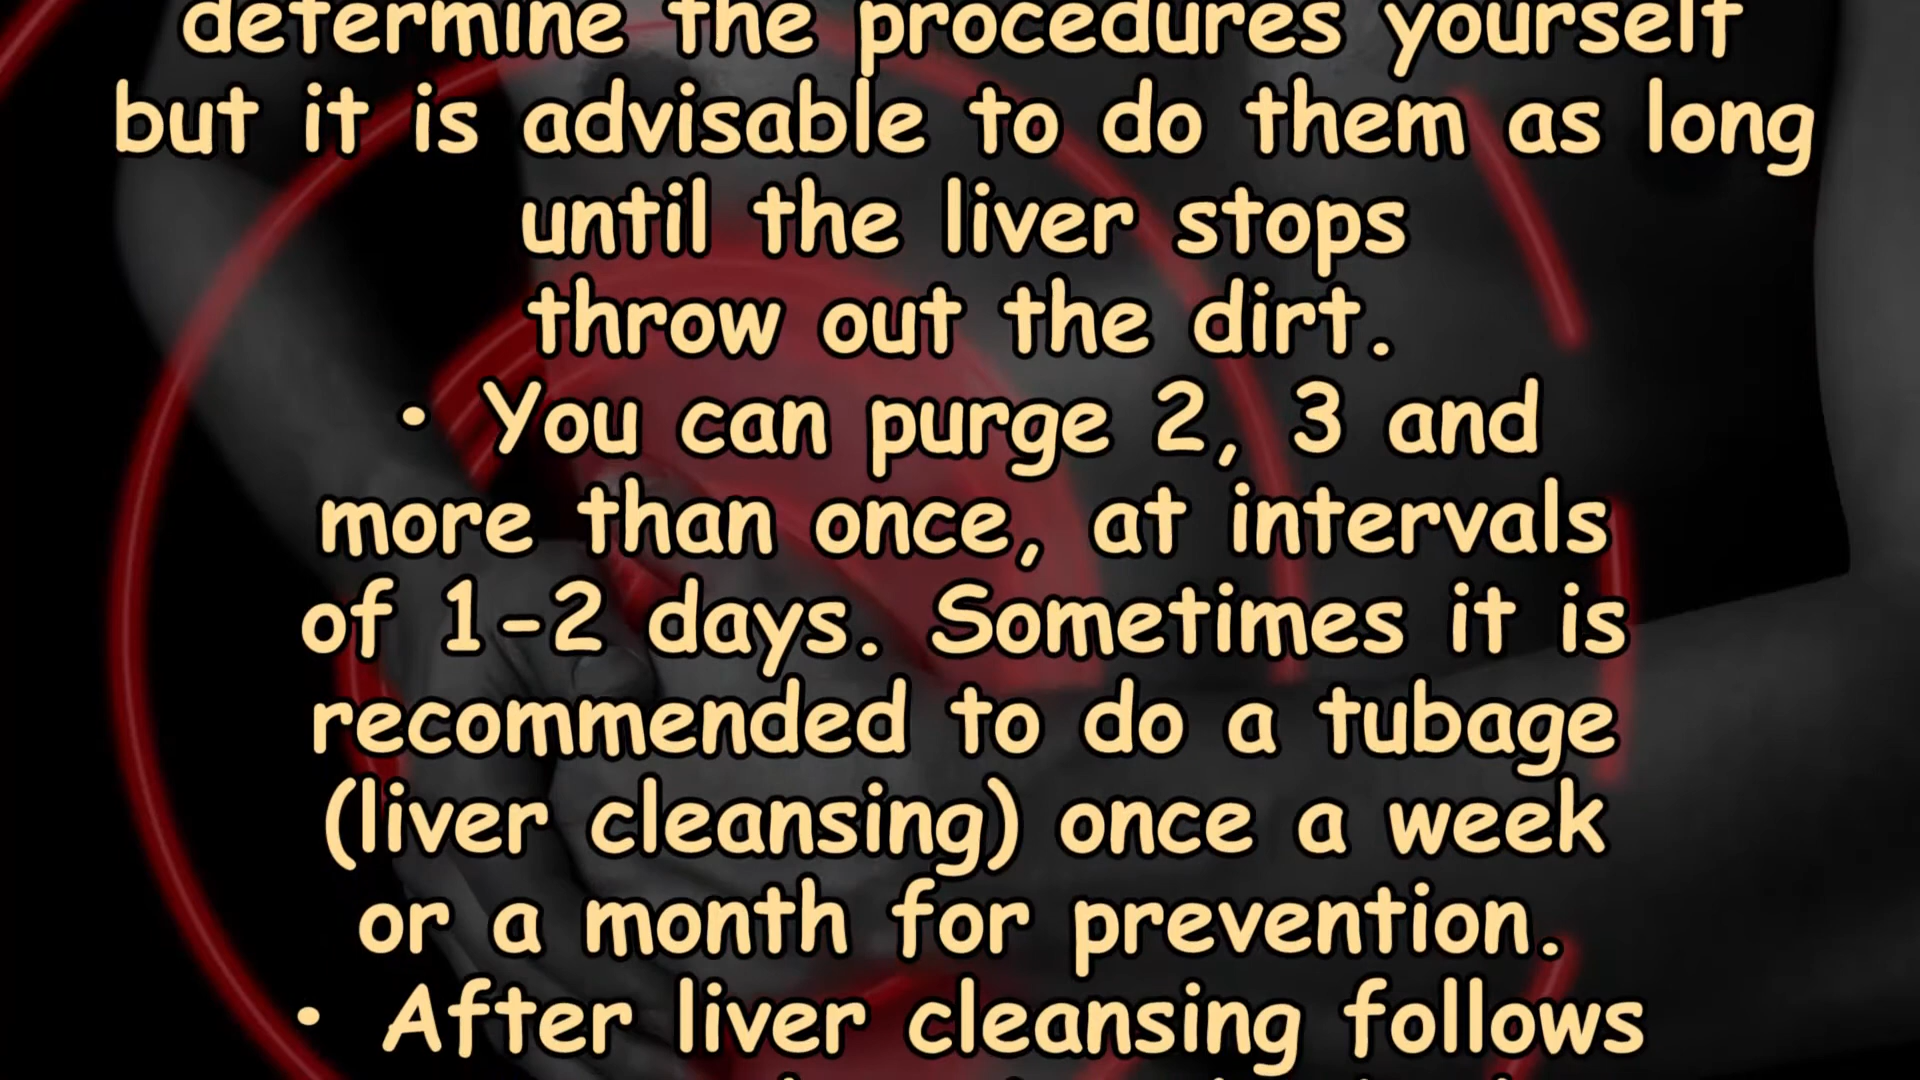 determine the procedures yourself
but it is advisable to do them as long
until the liver stops
throw out the dirt.
• You can purge 2, 3 and
more than once, at intervals
of 1-2 days. Sometimes it is
recommended to do a tubage
(liver cleansing) once a week
or a month for prevention.
• After liver cleansing follows